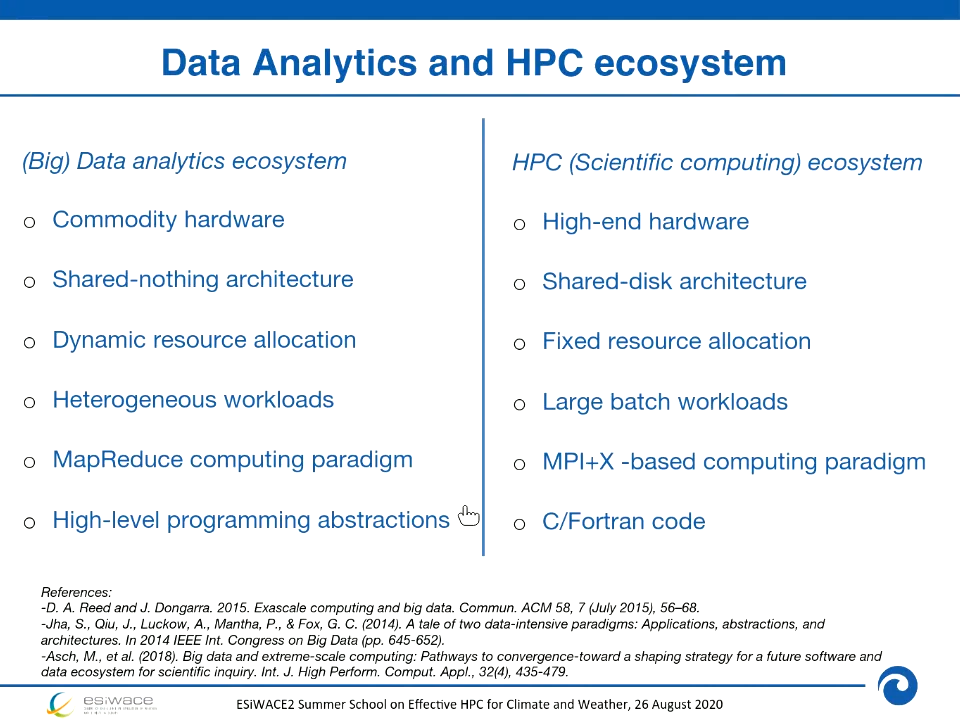 Data Analytics and HPC ecosystem
(Big) Data analytics ecosystem
o Commodity hardware
o Shared-nothing architecture
o Dynamic resource allocation
o Heterogeneous workloads
o MapReduce computing paradigm
o High-level programming abstractions
HPC (Scientific computing) ecosystem
o High-end hardware
o Shared-disk architecture
o Fixed resource allocation
o Large batch workloads
o MPI+X -based computing paradigm
o C/Fortran code
References:
-D. A. Reed and J. Dongarra. 2015. Exascale computing and big data. Commun. ACM 58, 7 (July 2015), 56–68.
-Jha, S., Qiu, J., Luckow, A., Mantha, P., & Fox, G. C. (2014). A tale of two data-intensive paradigms: Applications, abstractions, and
architectures. In 2014 IEEE Int. Congress on Big Data (pp. 645-652).
-Asch, M., et al. (2018). Big data and extreme-scale computing: Pathways to convergence-toward a shaping strategy for a future software and
data ecosystem for scientific inquiry. Int. J. High Perform. Comput. Appl., 32(4), 435-479.
esiwace
ESiWACE2 Summer School on Effective HPC for Climate and Weather, 26 August 2020